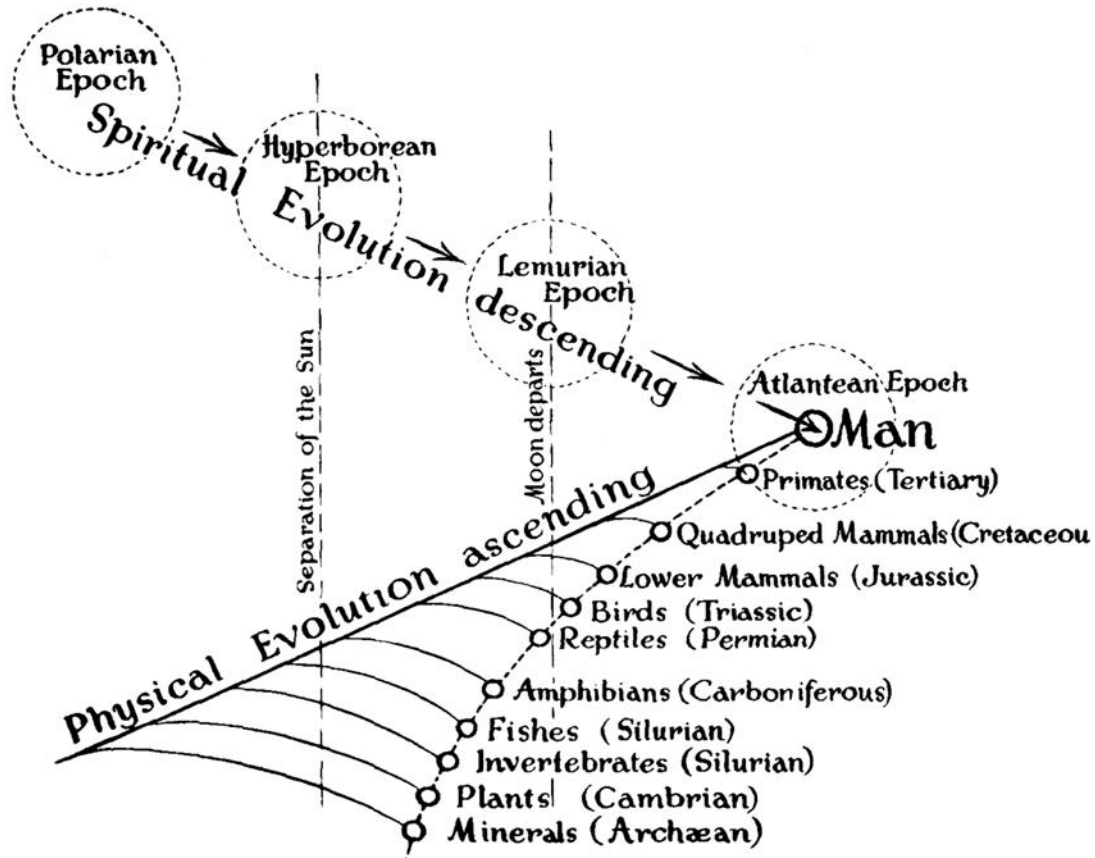 Polarian
Epoch
Spiritual Evolution descending
Hyperborean
Epoch
Lemurian
Epoch
Separation of the Sun
Moon departs
Atlantean Epoch
Man
Physical Evolution ascending
Primates (Tertiary)
Quadruped Mammals (Cretaceou
Lower Mammals (Jurassic)
Birds (Triassic)
Reptiles (Permian)
Amphibians (Carboniferous)
Fishes (Silurian)
Invertebrates (Silurian)
Plants (Cambrian)
Minerals (Archæan)